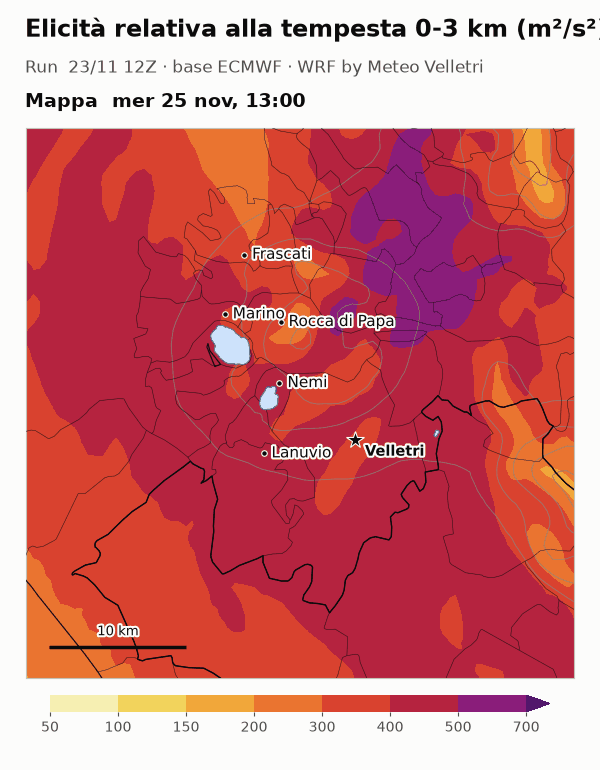 Elicità relativa alla tempesta 0-3 km (m²/s²)
Run 23/11 12Z · base ECMWF · WRF by Meteo Velletri
Mappa mer 25 nov, 13:00
Frascati
Marino
Rocca di Papa
Nemi
Velletri
Lanuvio
10 km
50 100 150 200 300 400 500 700